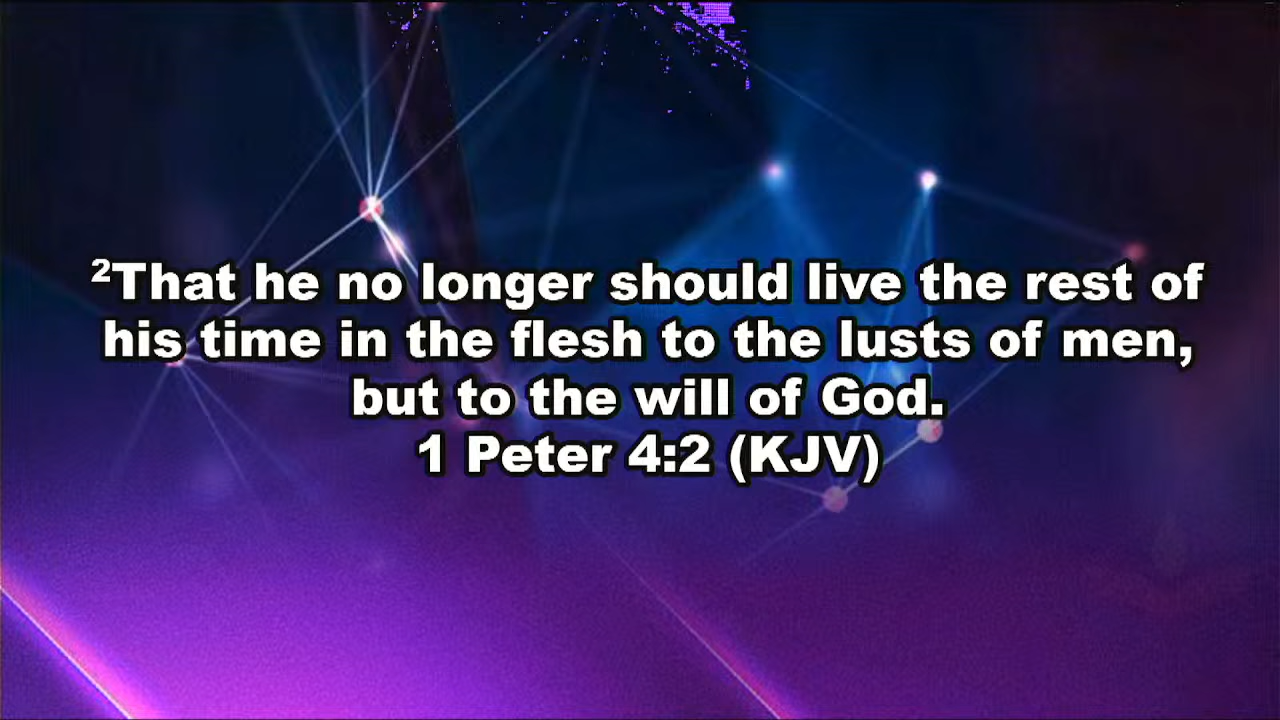 ²That he no longer should live the rest of
his time in the flesh to the lusts of men,
but to the will of God.
1 Peter 4:2 (KJV)